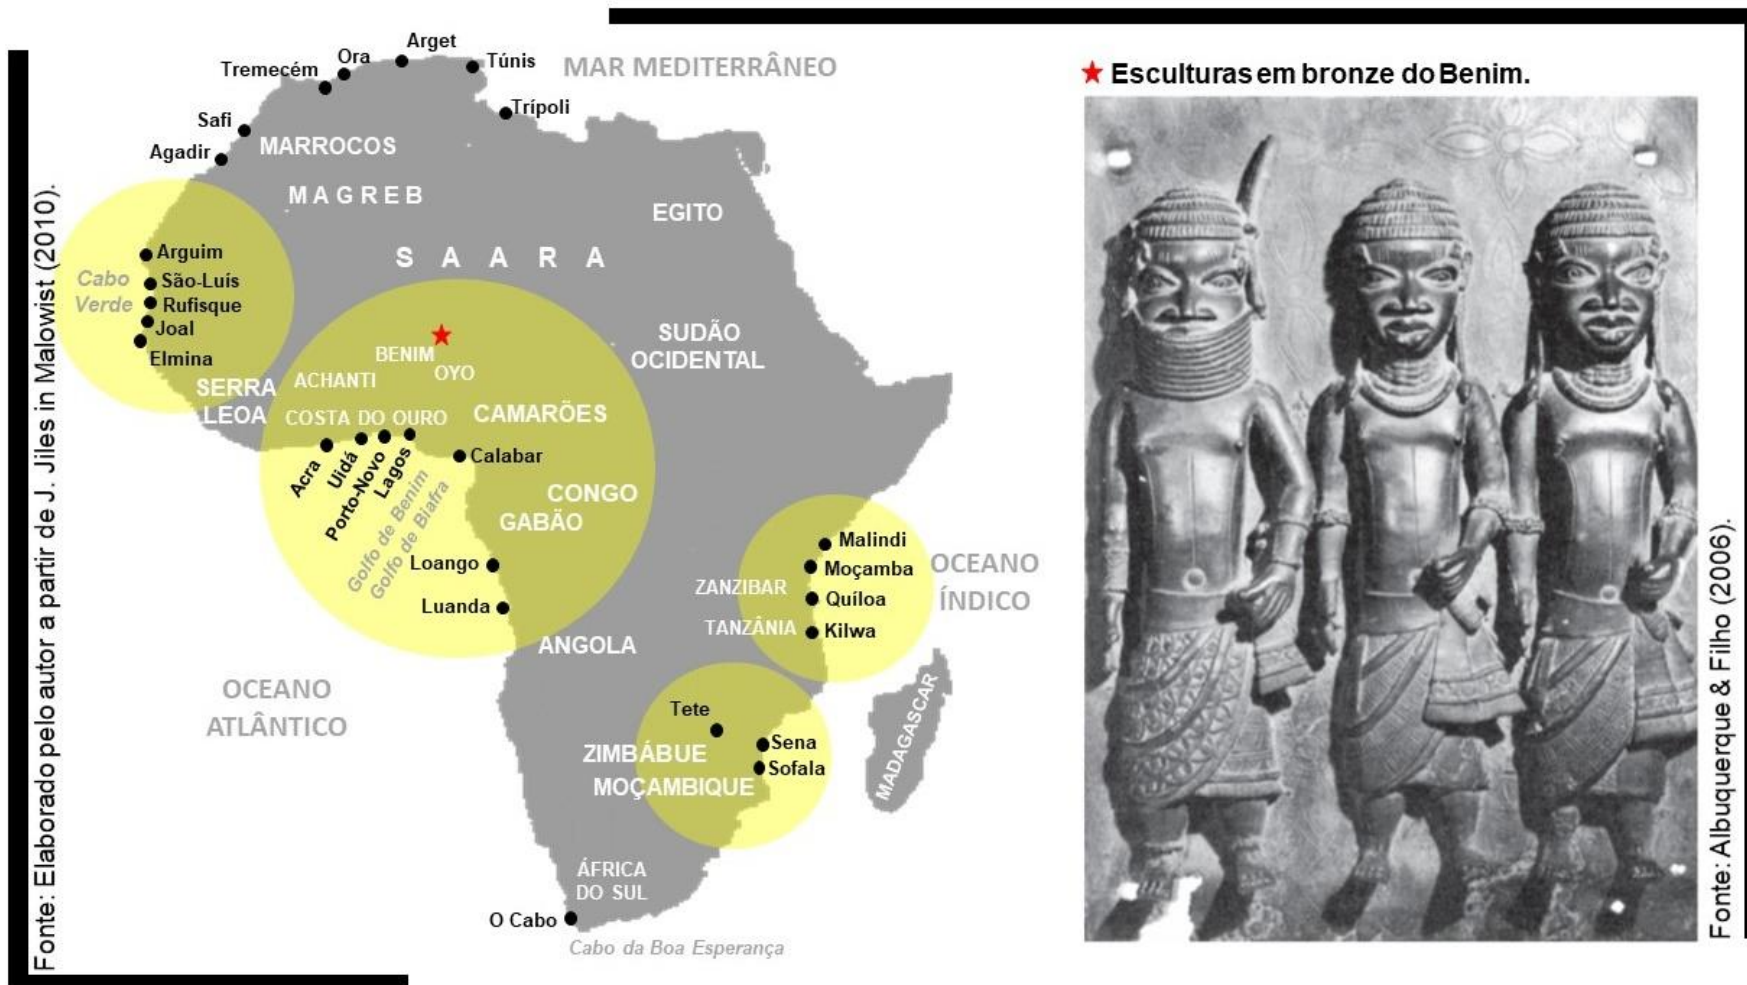 Fonte: Elaborado pelo autor a partir de J. Jiles in Malowist (2010).
Arget
Ora
Túnis
MAR MEDITERRÂNEO
Tremecém
Trípoli
Safi
MARROCOS
Agadir
MAGREB
EGITO
Arguim
SAARA
Cabo
Verde
São-Luís
Rufisque
Joal
Elmina
SUDÃO
OCIDENTAL
BENIM
OYO
ACHANTI
SERRA
LEOA
COSTA DO OURO
CAMARÕES
Acra
Uidá
Porto-Novo
Lagos
Calabar
Golfo de Benim
Golfo de Biafra
CONGO
GABÃO
Loango
Luanda
Malindi
Moçamba
Quíloa
Kilwa
ZANZIBAR
TANZÂNIA
OCEANO
ÍNDICO
ANGOLA
OCEANO
ATLÂNTICO
Tete
Sena
Sofala
ZIMBÁBUE
MOÇAMBIQUE
MADAGASCAR
ÁFRICA
DO SUL
O Cabo
Cabo da Boa Esperança
Esculturas em bronze do Benim.
Fonte: Albuquerque & Filho (2006).